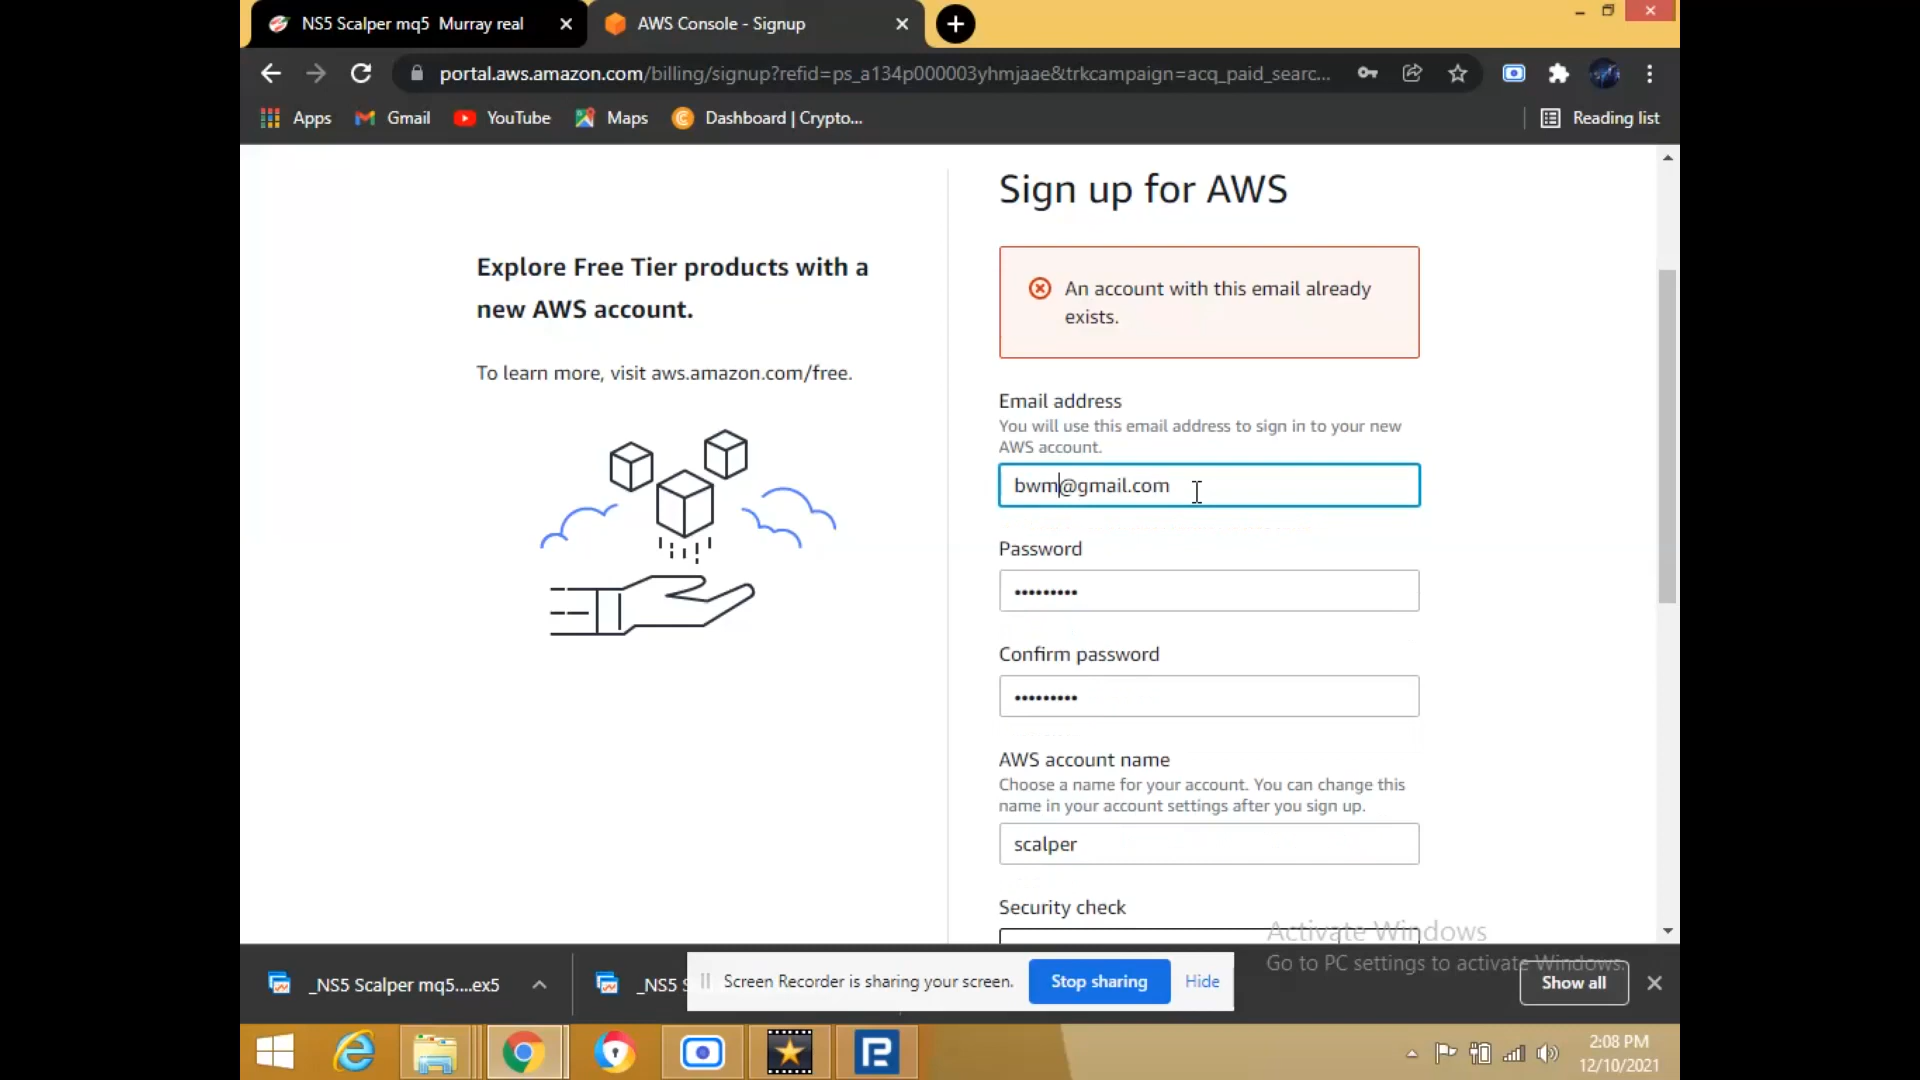 NS5 Scalper mq5 Murray real
AWS Console - Signup
portal.aws.amazon.com/billing/signup?refid=ps_a134p000003yhmjaae&trkcampaign=acq_paid_searc...
Apps
Gmail
YouTube
Maps
Dashboard | Crypto...
Reading list
Explore Free Tier products with a
new AWS account.
To learn more, visit aws.amazon.com/free.
Sign up for AWS
An account with this email already
exists.
Email address
You will use this email address to sign in to your new
AWS account.
bwm@gmail.com
Password
•••••••••
Confirm password
•••••••••
AWS account name
Choose a name for your account. You can change this
name in your account settings after you sign up.
scalper
Security check
Activate Windows
Go to PC settings to activate Windows.
_NS5 Scalper mq5....ex5
_NS5
Screen Recorder is sharing your screen.
Stop sharing
Hide
Show all
2:08 PM
12/10/2021